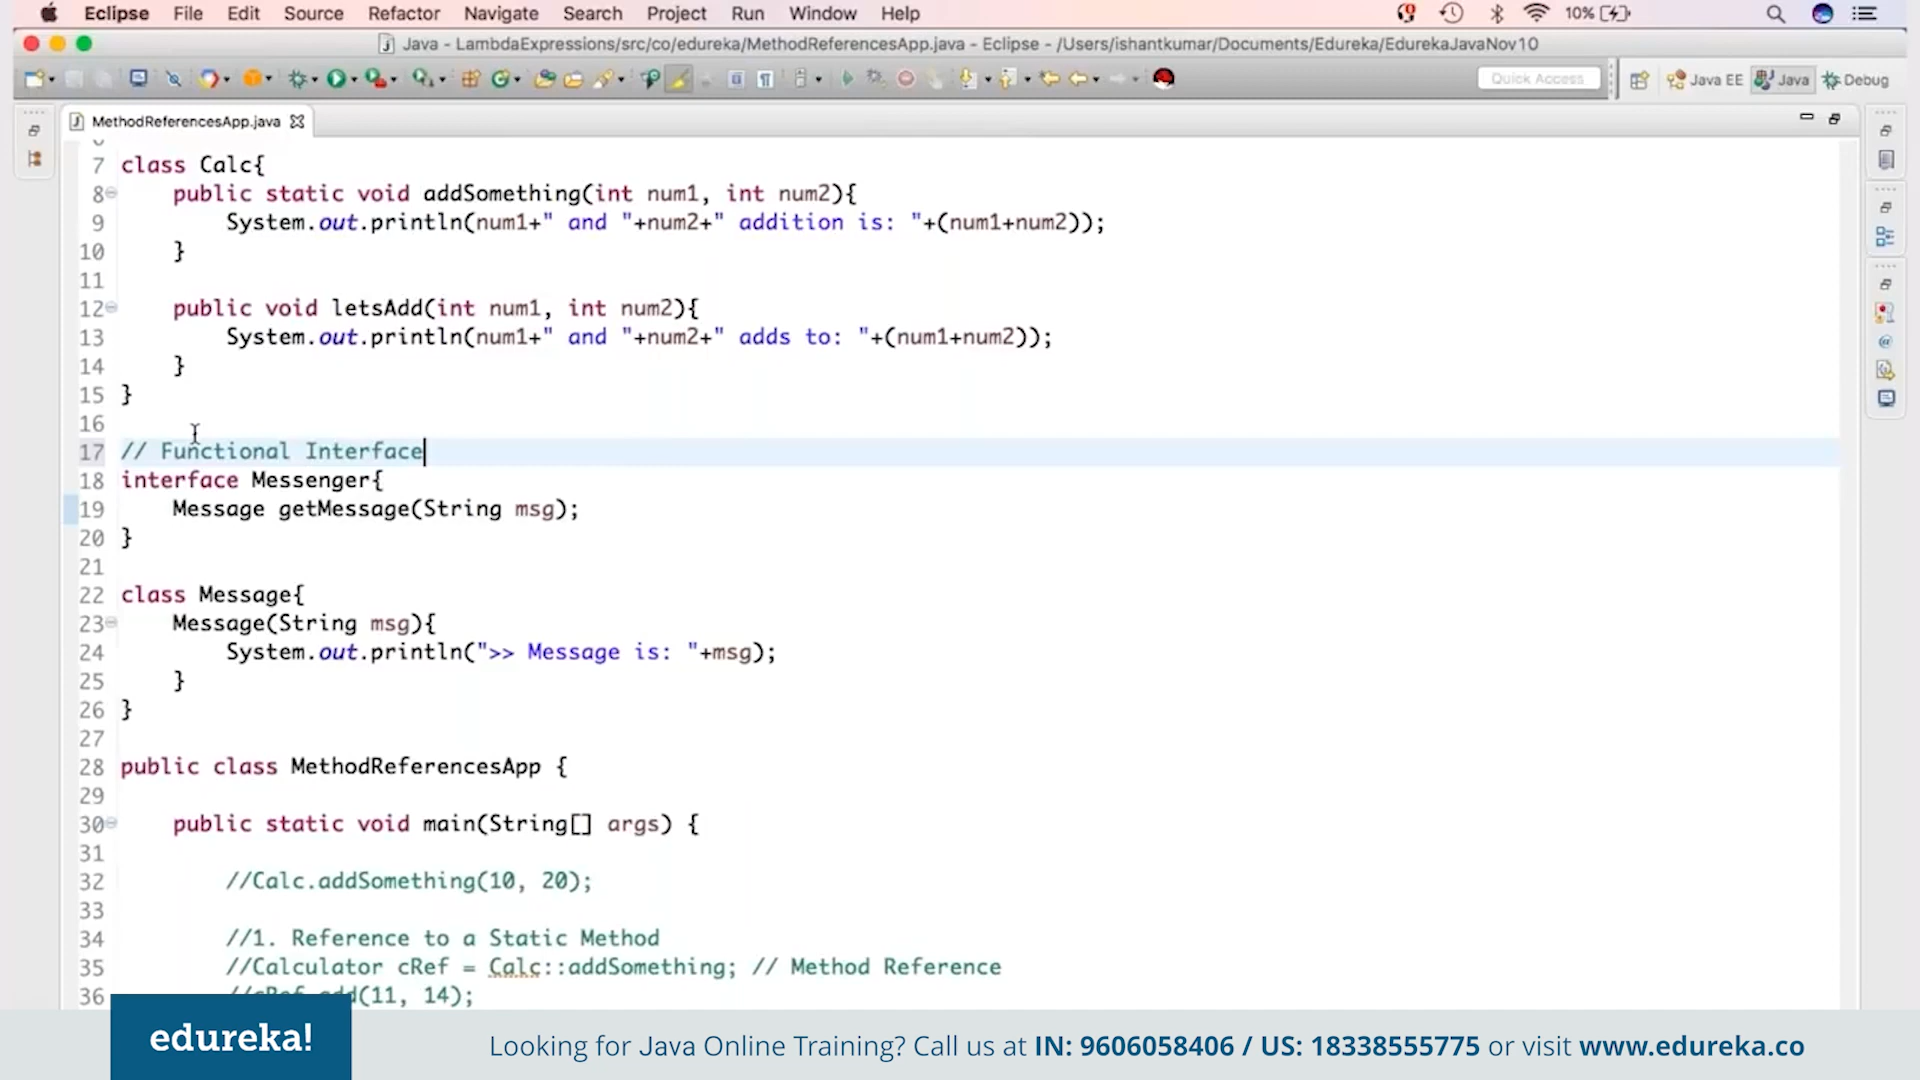 Eclipse File Edit Source Refactor Navigate Search Project Run Window Help 10%
Java - LambdaExpressions/src/co/edureka/MethodReferencesApp.java - Eclipse - /Users/ishantkumar/Documents/Edureka/EdurekaJavaNov10
Quick Access Java EE Java Debug
MethodReferencesApp.java
7 class Calc{
8 public static void addSomething(int num1, int num2){
9 System.out.println(num1+" and "+num2+" addition is: "+(num1+num2));
10 }
11
12 public void letsAdd(int num1, int num2){
13 System.out.println(num1+" and "+num2+" adds to: "+(num1+num2));
14 }
15 }
16
17 // Functional Interface
18 interface Messenger{
19 Message getMessage(String msg);
20 }
21
22 class Message{
23 Message(String msg){
24 System.out.println(">> Message is: "+msg);
25 }
26 }
27
28 public class MethodReferencesApp {
29
30 public static void main(String[] args) {
31
32 //Calc.addSomething(10, 20);
33
34 //1. Reference to a Static Method
35 //Calculator cRef = Calc::addSomething; // Method Reference
36 //cRef.add(11, 14);
edureka!
Looking for Java Online Training? Call us at IN: 9606058406 / US: 18338555775 or visit www.edureka.co